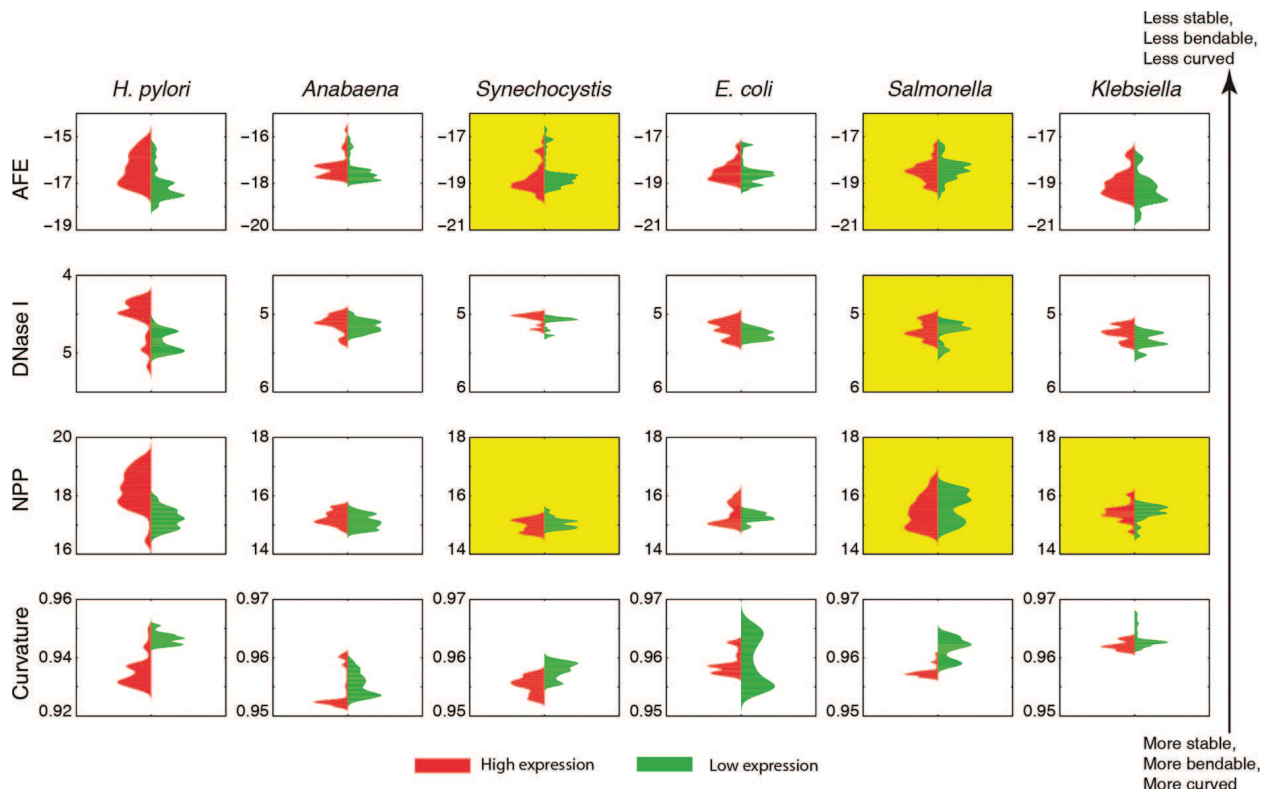 Less stable,
Less bendable,
Less curved
H. pylori Anabaena Synechocystis E. coli Salmonella Klebsiella
AFE
−15 −17 −19
−16 −18 −20
−17 −19 −21
−17 −19 −21
−17 −19 −21
−17 −19 −21
DNase I
4 5
5 6
5 6
5 6
5 6
5 6
NPP
20 18 16
18 16 14
18 16 14
18 16 14
18 16 14
18 16 14
Curvature
0.96 0.94 0.92
0.97 0.96 0.95
0.97 0.96 0.95
0.97 0.96 0.95
0.97 0.96 0.95
0.97 0.96 0.95
High expression Low expression
More stable,
More bendable,
More curved